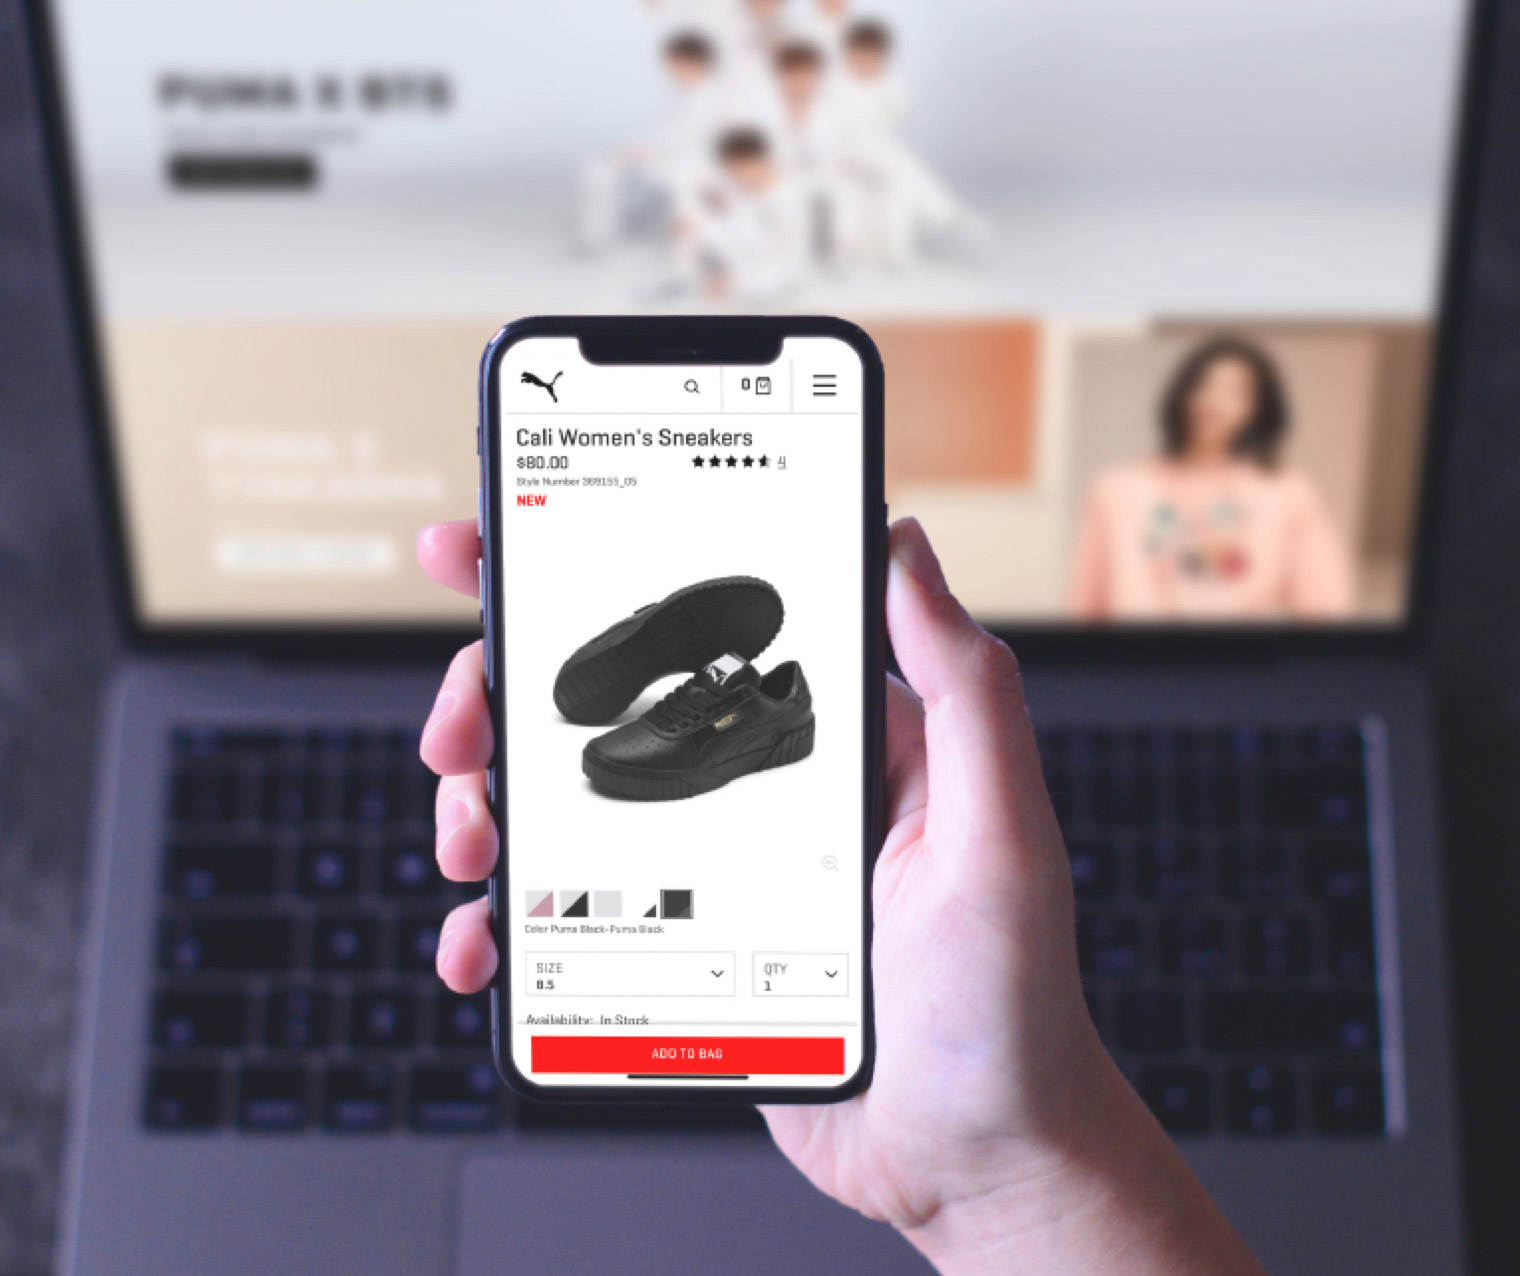 PUMA X BTS
0
Cali Women's Sneakers
$80.00
4
Style Number 369155_05
NEW
Color Puma Black-Puma Black
SIZE
8.5
QTY
1
Availability: In Stock
ADD TO BAG